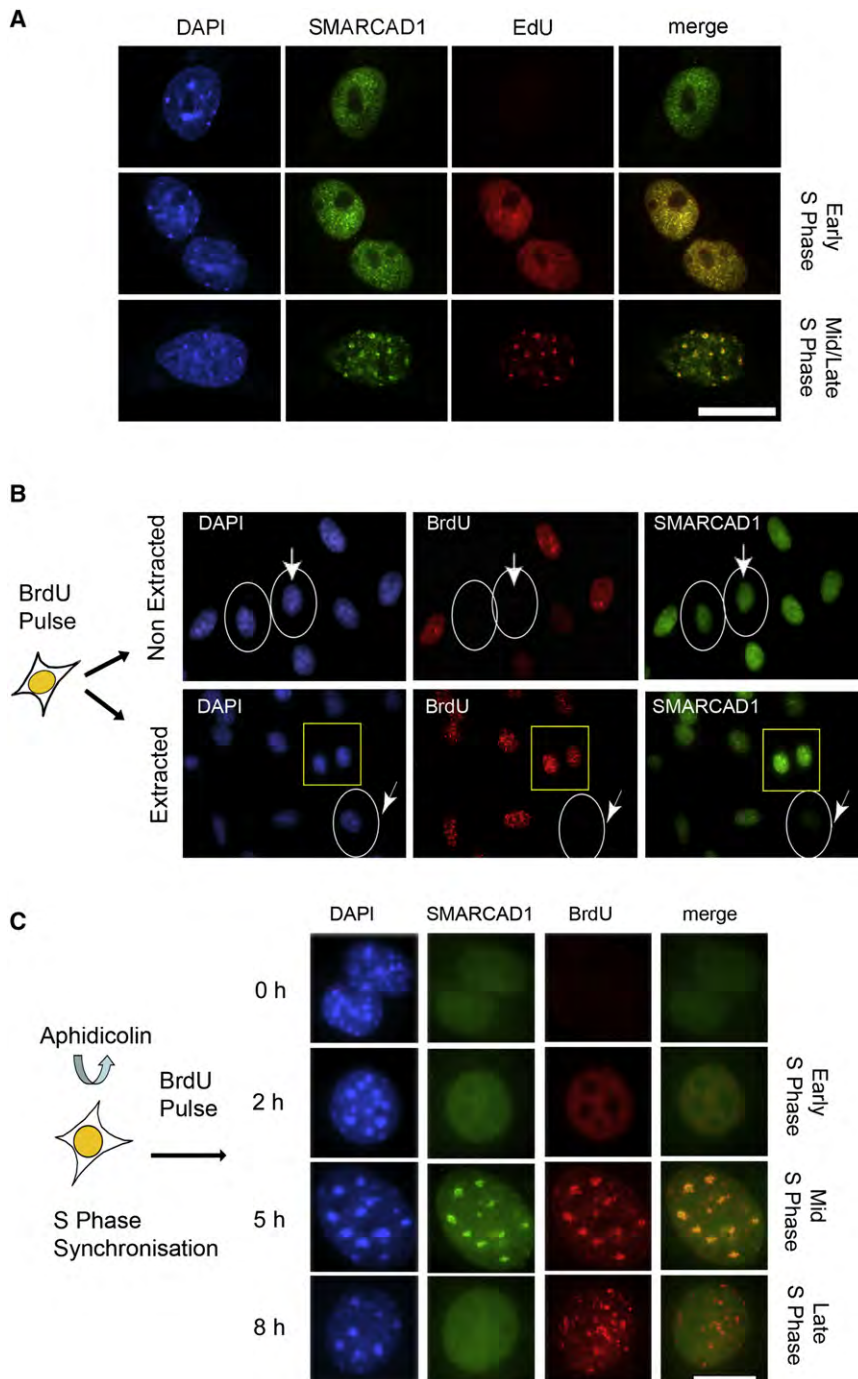 A
DAPI SMARCAD1 EdU merge
Early
S Phase
Mid/Late
S Phase
B
BrdU
Pulse
Non Extracted
DAPI BrdU SMARCAD1
Extracted
DAPI BrdU SMARCAD1
C
DAPI SMARCAD1 BrdU merge
Aphidicolin
BrdU
Pulse
S Phase
Synchronisation
0 h
2 h
Early
S Phase
5 h
Mid
S Phase
8 h
Late
S Phase